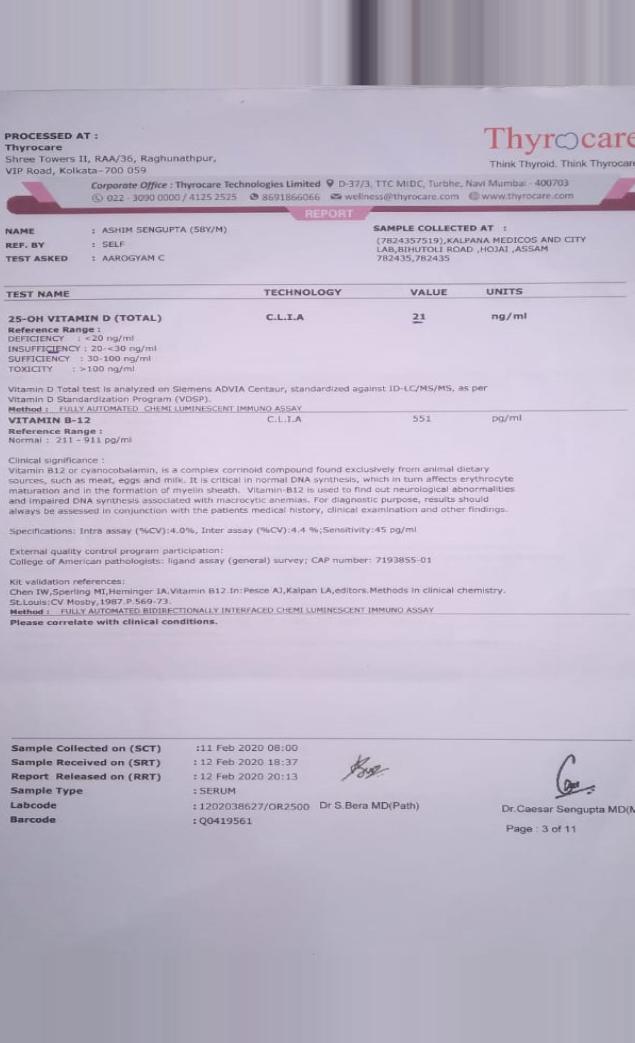 PROCESSED AT :
Thyrocare
Shree Towers II, RAA/36, Raghunathpur,
VIP Road, Kolkata-700 059
Thyrocare
Think Thyroid. Think Thyrocar
Corporate Office : Thyrocare Technologies Limited D-37/3, TTC MIDC, Turbhe, Navi Mumbai - 400703
022 - 3090 0000 / 4125 2525 8691866066 wellness@thyrocare.com www.thyrocare.com
REPORT
NAME : ASHIM SENGUPTA (58Y/M)
REF. BY : SELF
TEST ASKED : AAROGYAM C
SAMPLE COLLECTED AT :
(7824357519),KALPANA MEDICOS AND CITY
LAB,BIHUTOLI ROAD ,HOJAI ,ASSAM
782435,782435
TEST NAME TECHNOLOGY VALUE UNITS
25-OH VITAMIN D (TOTAL) C.L.I.A 21 ng/ml
Reference Range :
DEFICIENCY : <20 ng/ml
INSUFFICIENCY : 20-<30 ng/ml
SUFFICIENCY : 30-100 ng/ml
TOXICITY : >100 ng/ml
Vitamin D Total test is analyzed on Siemens ADVIA Centaur, standardized against ID-LC/MS/MS, as per
Vitamin D Standardization Program (VDSP).
Method : FULLY AUTOMATED CHEMI LUMINESCENT IMMUNO ASSAY
VITAMIN B-12 C.L.I.A 551 pg/ml
Reference Range :
Normal : 211 - 911 pg/ml
Clinical significance :
Vitamin B12 or cyanocobalamin, is a complex corrinoid compound found exclusively from animal dietary
sources, such as meat, eggs and milk. It is critical in normal DNA synthesis, which in turn affects erythrocyte
maturation and in the formation of myelin sheath. Vitamin-B12 is used to find out neurological abnormalities
and impaired DNA synthesis associated with macrocytic anemias. For diagnostic purpose, results should
always be assessed in conjunction with the patients medical history, clinical examination and other findings.
Specifications: Intra assay (%CV):4.0%, Inter assay (%CV):4.4 %;Sensitivity:45 pg/ml
External quality control program participation:
College of American pathologists: ligand assay (general) survey; CAP number: 7193855-01
Kit validation references:
Chen IW,Sperling MI,Heminger IA.Vitamin B12.In:Pesce AJ,Kalpan LA,editors.Methods in clinical chemistry.
St.Louis:CV Mosby,1987.P.569-73.
Method : FULLY AUTOMATED BIDIRECTIONALLY INTERFACED CHEMI LUMINESCENT IMMUNO ASSAY
Please correlate with clinical conditions.
Sample Collected on (SCT) :11 Feb 2020 08:00
Sample Received on (SRT) : 12 Feb 2020 18:37
Report Released on (RRT) : 12 Feb 2020 20:13
Sample Type : SERUM
Labcode : 1202038627/OR2500 Dr S.Bera MD(Path) Dr.Caesar Sengupta MD(M
Barcode : Q0419561
Page : 3 of 11